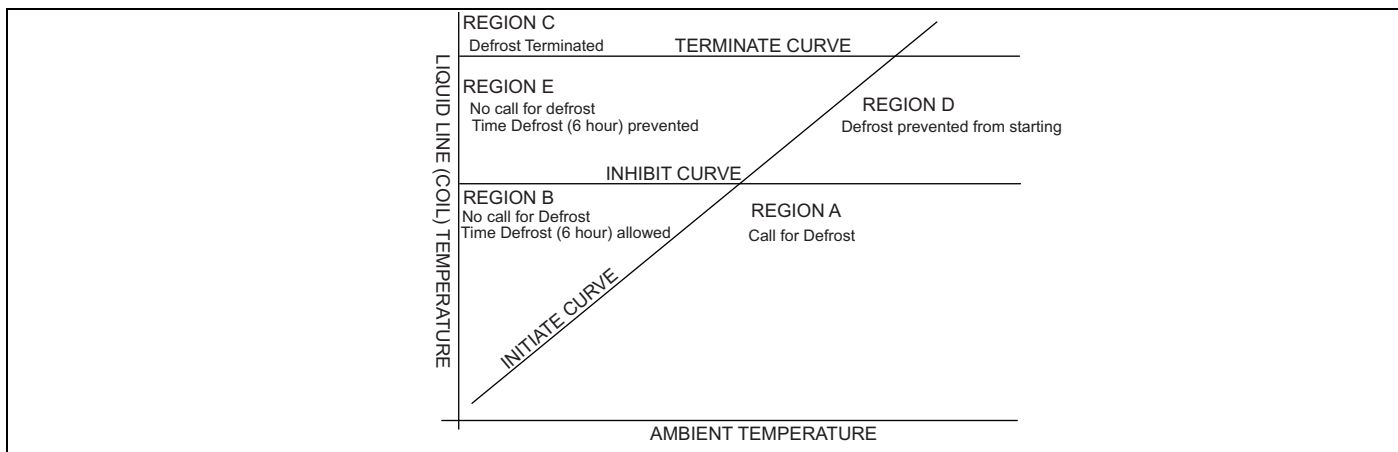 REGION C
Defrost Terminated
TERMINATE CURVE
LIQUID LINE (COIL) TEMPERATURE
REGION E
No call for defrost
Time Defrost (6 hour) prevented
REGION D
Defrost prevented from starting
INHIBIT CURVE
REGION B
No call for Defrost
Time Defrost (6 hour) allowed
REGION A
Call for Defrost
INITIATE CURVE
AMBIENT TEMPERATURE